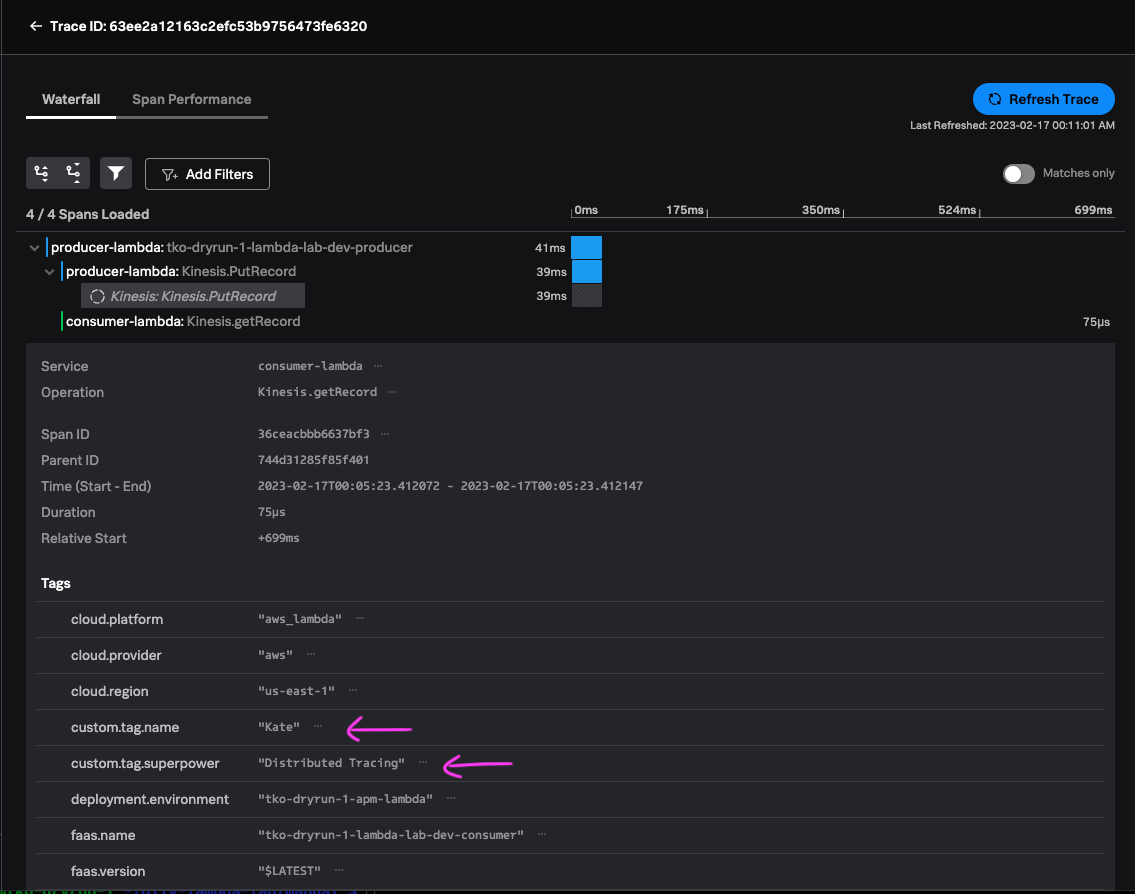 ← Trace ID: 63ee2a12163c2efc53b9756473fe6320
Waterfall Span Performance
Refresh Trace
Last Refreshed: 2023-02-17 00:11:01 AM
Add Filters
Matches only
4 / 4 Spans Loaded
0ms 175ms 350ms 524ms 699ms
producer-lambda: tko-dryrun-1-lambda-lab-dev-producer 41ms
producer-lambda: Kinesis.PutRecord 39ms
Kinesis: Kinesis.PutRecord 39ms
consumer-lambda: Kinesis.getRecord 75µs
Service consumer-lambda ···
Operation Kinesis.getRecord ···
Span ID 36ceacbbb6637bf3 ···
Parent ID 744d31285f85f401
Time (Start - End) 2023-02-17T00:05:23.412072 - 2023-02-17T00:05:23.412147
Duration 75µs
Relative Start +699ms
Tags
cloud.platform "aws_lambda" ···
cloud.provider "aws" ···
cloud.region "us-east-1" ···
custom.tag.name "Kate" ···
custom.tag.superpower "Distributed Tracing" ···
deployment.environment "tko-dryrun-1-apm-lambda" ···
faas.name "tko-dryrun-1-lambda-lab-dev-consumer" ···
faas.version "$LATEST" ···